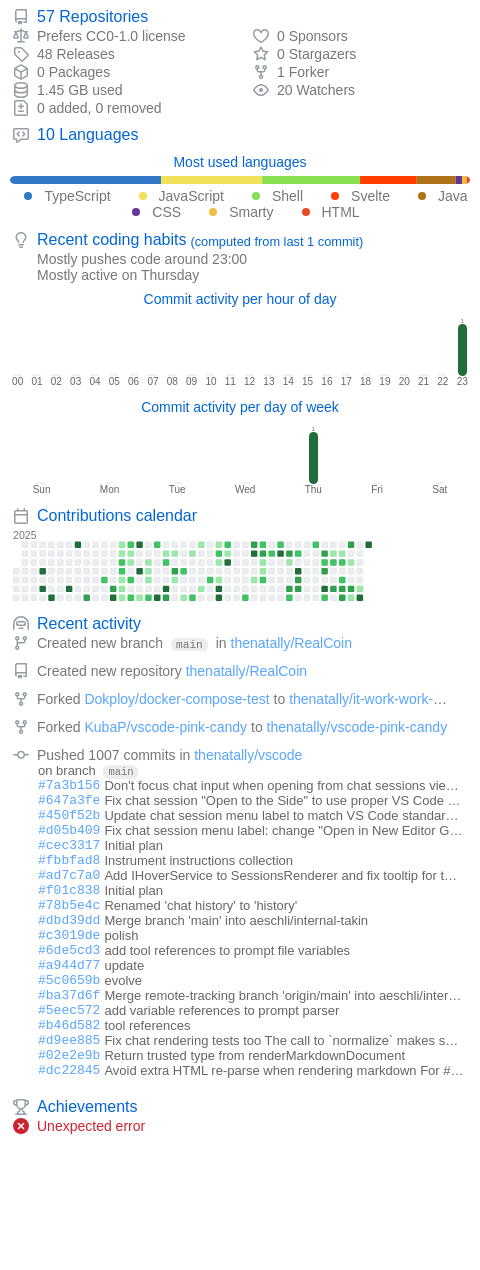 57 Repositories
Prefers CC0-1.0 license
0 Sponsors
48 Releases
0 Stargazers
0 Packages
1 Forker
1.45 GB used
20 Watchers
0 added, 0 removed
10 Languages
Most used languages
TypeScript JavaScript Shell Svelte Java
CSS Smarty HTML
Recent coding habits (computed from last 1 commit)
Mostly pushes code around 23:00
Mostly active on Thursday
Commit activity per hour of day
1
00 01 02 03 04 05 06 07 08 09 10 11 12 13 14 15 16 17 18 19 20 21 22 23
Commit activity per day of week
1
Sun Mon Tue Wed Thu Fri Sat
Contributions calendar
2025
Recent activity
Created new branch main in thenatally/RealCoin
Created new repository thenatally/RealCoin
Forked Dokploy/docker-compose-test to thenatally/it-work-work-…
Forked KubaP/vscode-pink-candy to thenatally/vscode-pink-candy
Pushed 1007 commits in thenatally/vscode
on branch main
#7a3b156 Don't focus chat input when opening from chat sessions vie…
#647a3fe Fix chat session "Open to the Side" to use proper VS Code …
#450f52b Update chat session menu label to match VS Code standar…
#d05b409 Fix chat session menu label: change "Open in New Editor G…
#cec3317 Initial plan
#fbbfad8 Instrument instructions collection
#ad7c7a0 Add IHoverService to SessionsRenderer and fix tooltip for t…
#f01c838 Initial plan
#78b5e4c Renamed 'chat history' to 'history'
#dbd39dd Merge branch 'main' into aeschli/internal-takin
#c3019de polish
#6de5cd3 add tool references to prompt file variables
#a944d77 update
#5c0659b evolve
#ba37d6f Merge remote-tracking branch 'origin/main' into aeschli/inter…
#5eec572 add variable references to prompt parser
#b46d582 tool references
#d9ee885 Fix chat rendering tests too The call to `normalize` makes s…
#02e2e9b Return trusted type from renderMarkdownDocument
#dc22845 Avoid extra HTML re-parse when rendering markdown For #…
Achievements
Unexpected error